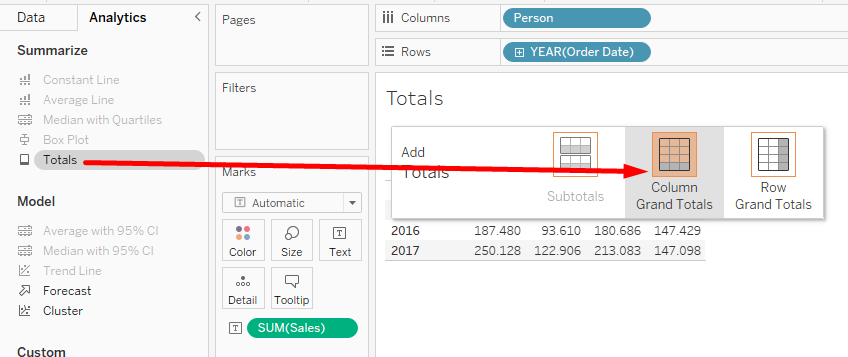 Data
Analytics
Summarize
Constant Line
Average Line
Median with Quartiles
Box Plot
Totals
Model
Average with 95% CI
Median with 95% CI
Trend Line
Forecast
Cluster
Custom
Pages
Filters
Marks
Automatic
Color Size Text
Detail Tooltip
SUM(Sales)
Columns Person
Rows YEAR(Order Date)
Totals
Add
Totals
Subtotals
Column
Grand Totals
Row
Grand Totals
2016 187.480 93.610 180.686 147.429
2017 250.128 122.906 213.083 147.098